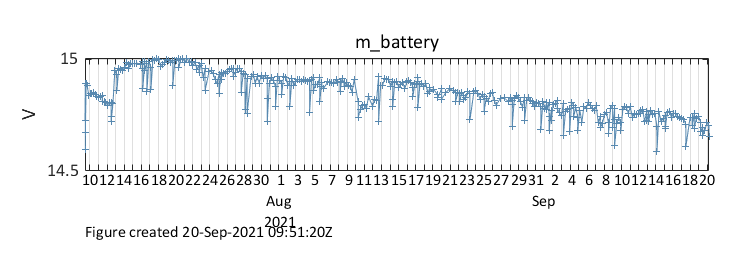 m_battery
15
V
14.5
10 12 14 16 18 20 22 24 26 28 30 1 3 5 7 9 11 13 15 17 19 21 23 25 27 29 31 2 4 6 8 10 12 14 16 18 20
Aug Sep
2021
Figure created 20-Sep-2021 09:51:20Z